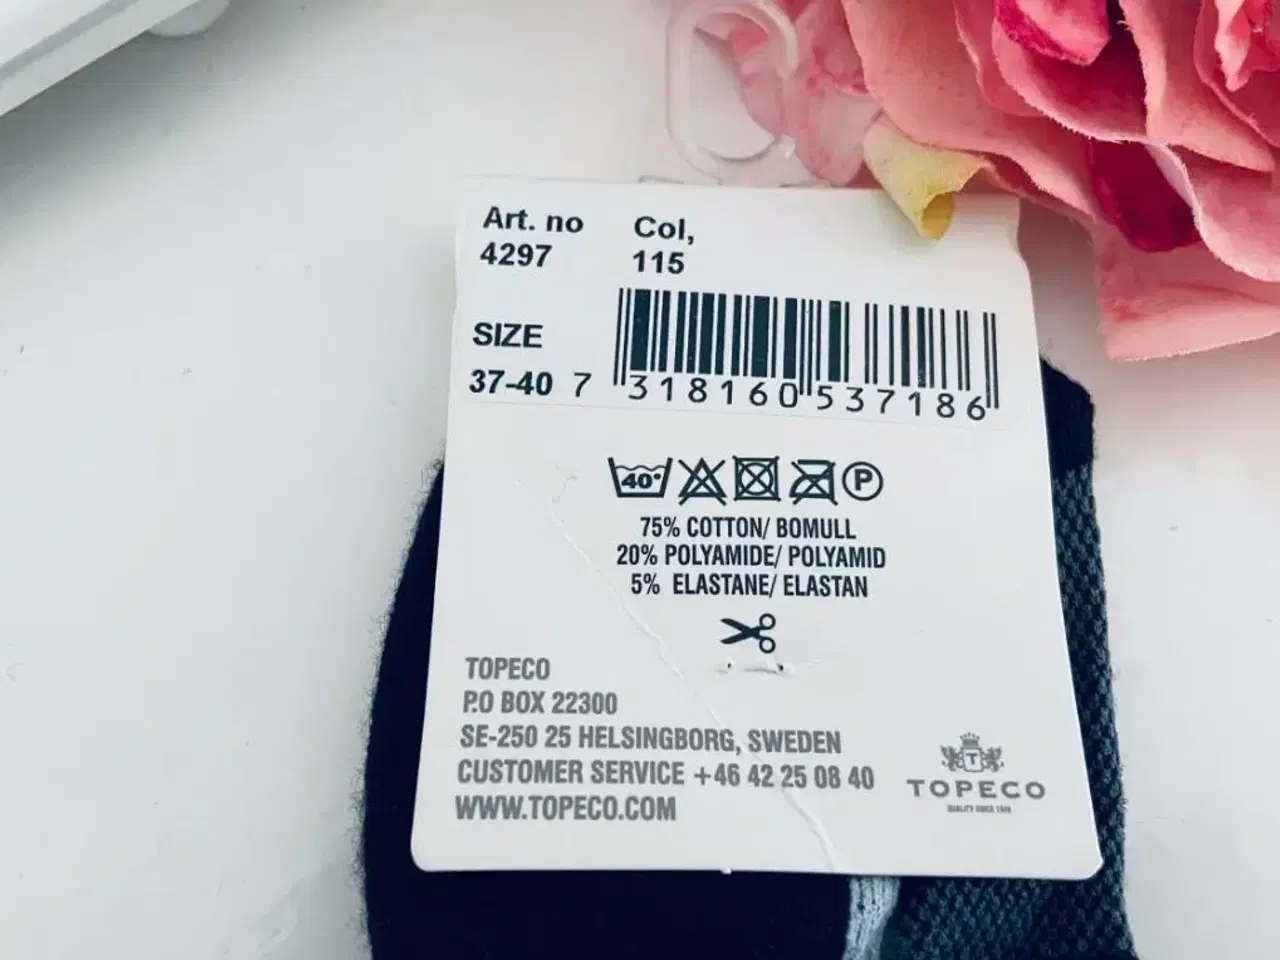 Art. no Col,
4297 115
SIZE
37-40 7 318160 537186
40° P
75% COTTON/ BOMULL
20% POLYAMIDE/ POLYAMID
5% ELASTANE/ ELASTAN
TOPECO
P.O BOX 22300
SE-250 25 HELSINGBORG, SWEDEN
CUSTOMER SERVICE +46 42 25 08 40
WWW.TOPECO.COM
T
TOPECO
QUALITY SINCE